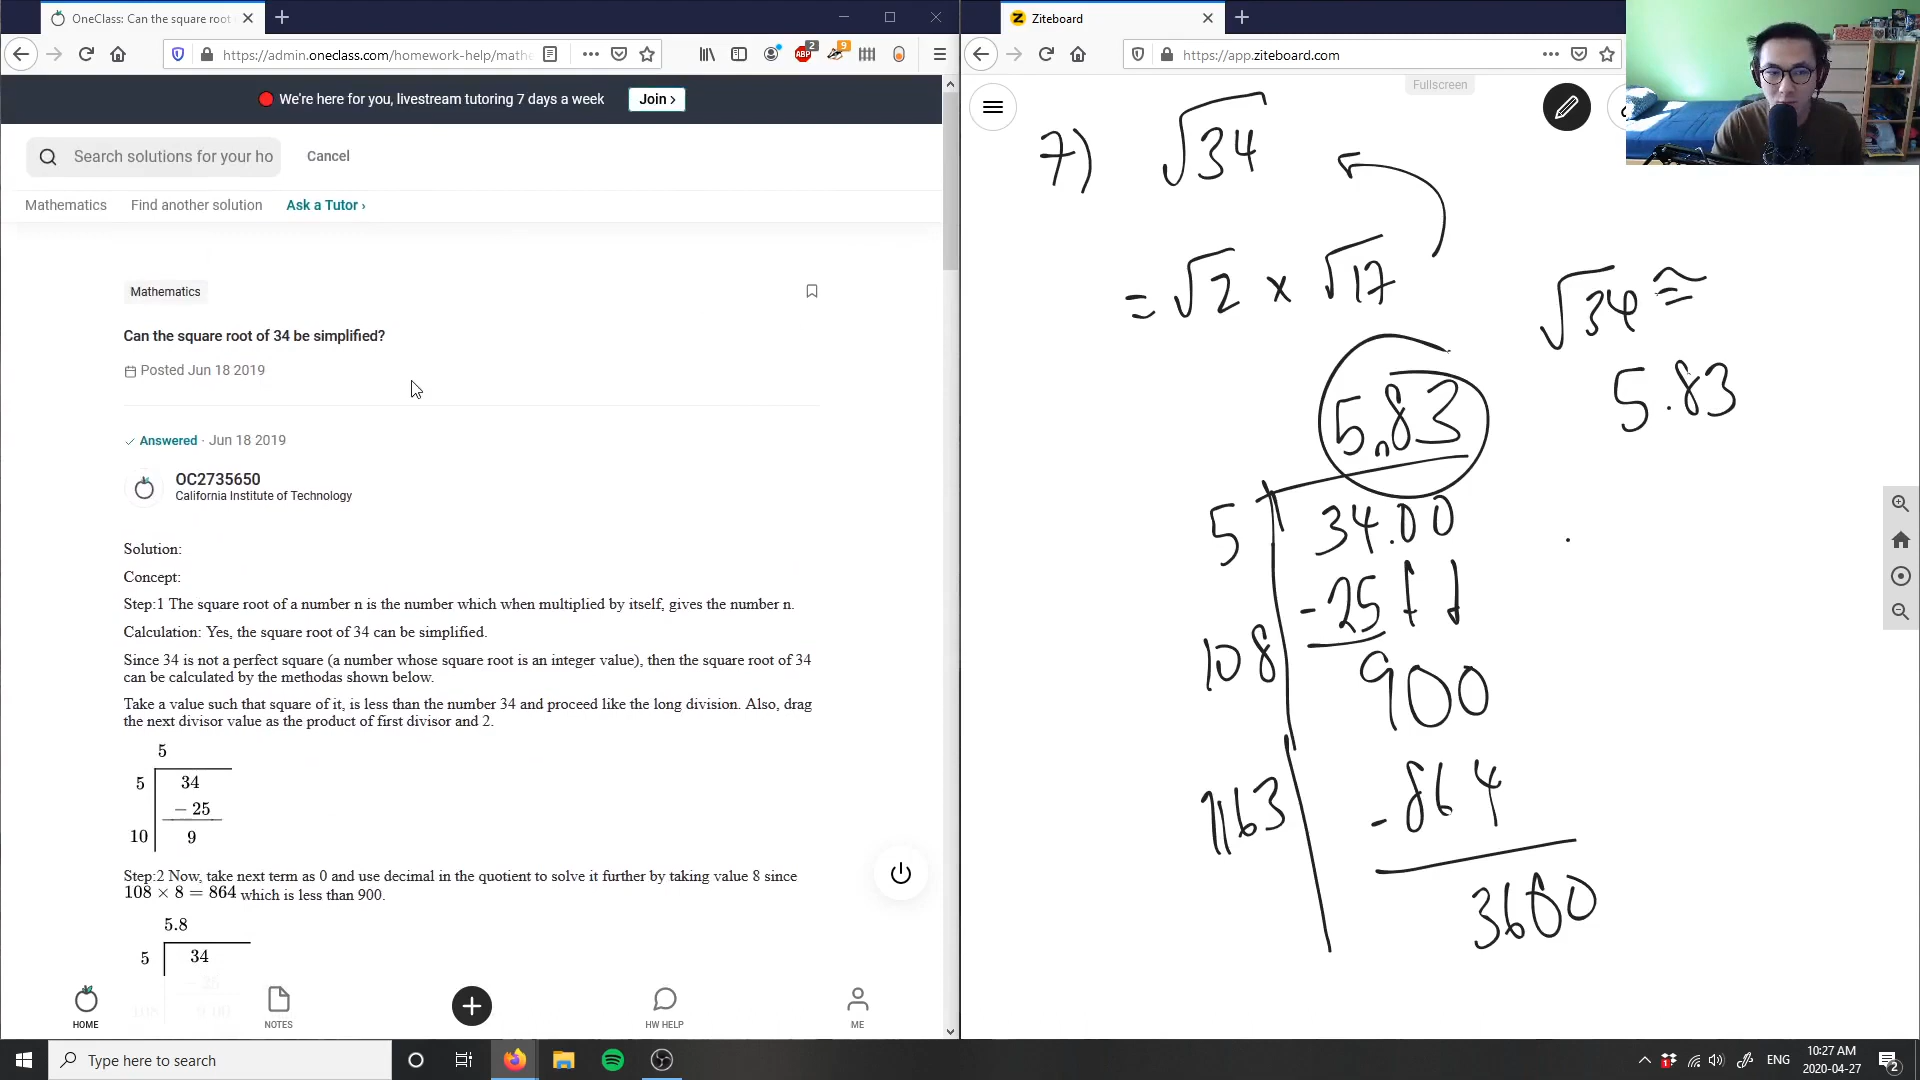 OneClass: Can the square root
https://admin.oneclass.com/homework-help/mathe
ABP
2
9
We're here for you, livestream tutoring 7 days a week
Join ›
Search solutions for your ho
Cancel
Mathematics
Find another solution
Ask a Tutor ›
Mathematics
Can the square root of 34 be simplified?
Posted Jun 18 2019
Answered · Jun 18 2019
OC2735650
California Institute of Technology
Solution:
Concept:
Step:1 The square root of a number n is the number which when multiplied by itself, gives the number n.
Calculation: Yes, the square root of 34 can be simplified.
Since 34 is not a perfect square (a number whose square root is an integer value), then the square root of 34
can be calculated by the methodas shown below.
Take a value such that square of it, is less than the number 34 and proceed like the long division. Also, drag
the next divisor value as the product of first divisor and 2.
5
5 34
− 25
10 9
Step:2 Now, take next term as 0 and use decimal in the quotient to solve it further by taking value 8 since
108 × 8 = 864 which is less than 900.
5.8
5 34
HOME
NOTES
HW HELP
ME
Ziteboard
https://app.ziteboard.com
Fullscreen
7) √34
= √2 × √17
√34 ≅
5.83
5.83
5 34.00
-25
108 900
-864
1163
3600
Type here to search
ENG
10:27 AM
2020-04-27
2